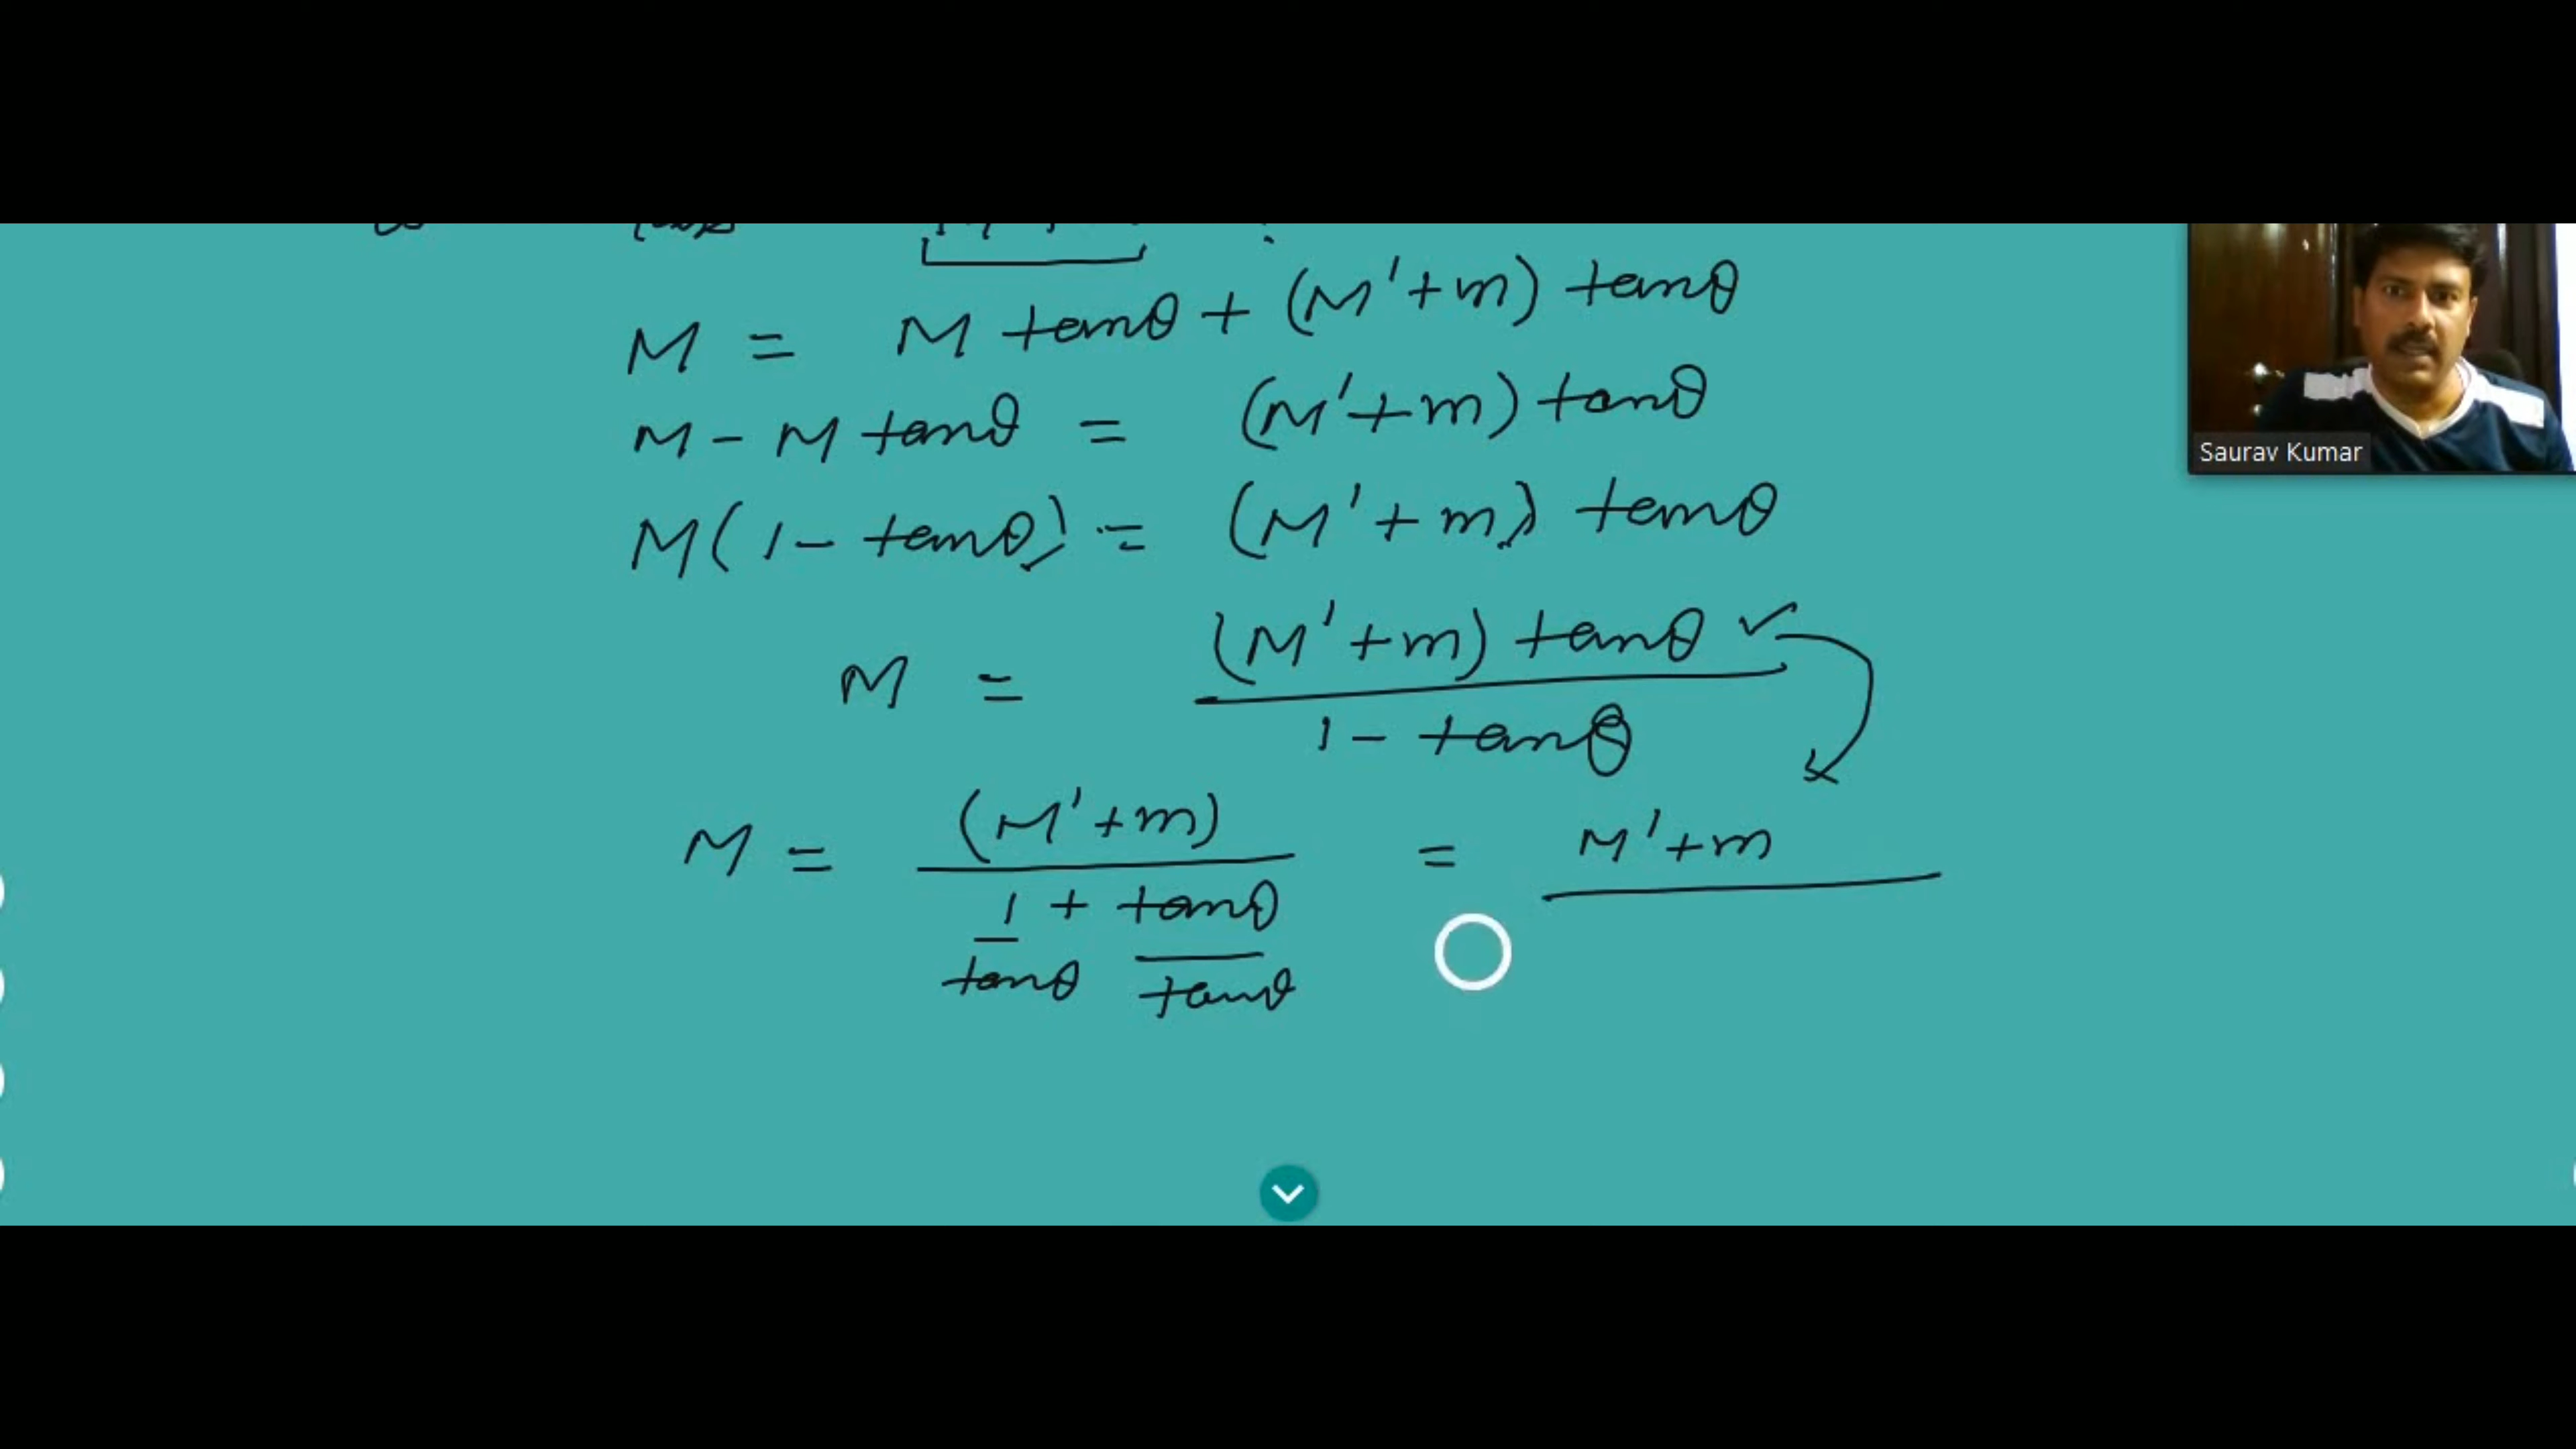 M = M tanθ + (M'+m) tanθ
M - M tanθ = (M'+m) tanθ
M(1 - tanθ) = (M'+m) tanθ
M = (M'+m) tanθ ✓
1 - tanθ
M = (M'+m) = M'+m
1 + tanθ
tanθ tanθ
Saurav Kumar